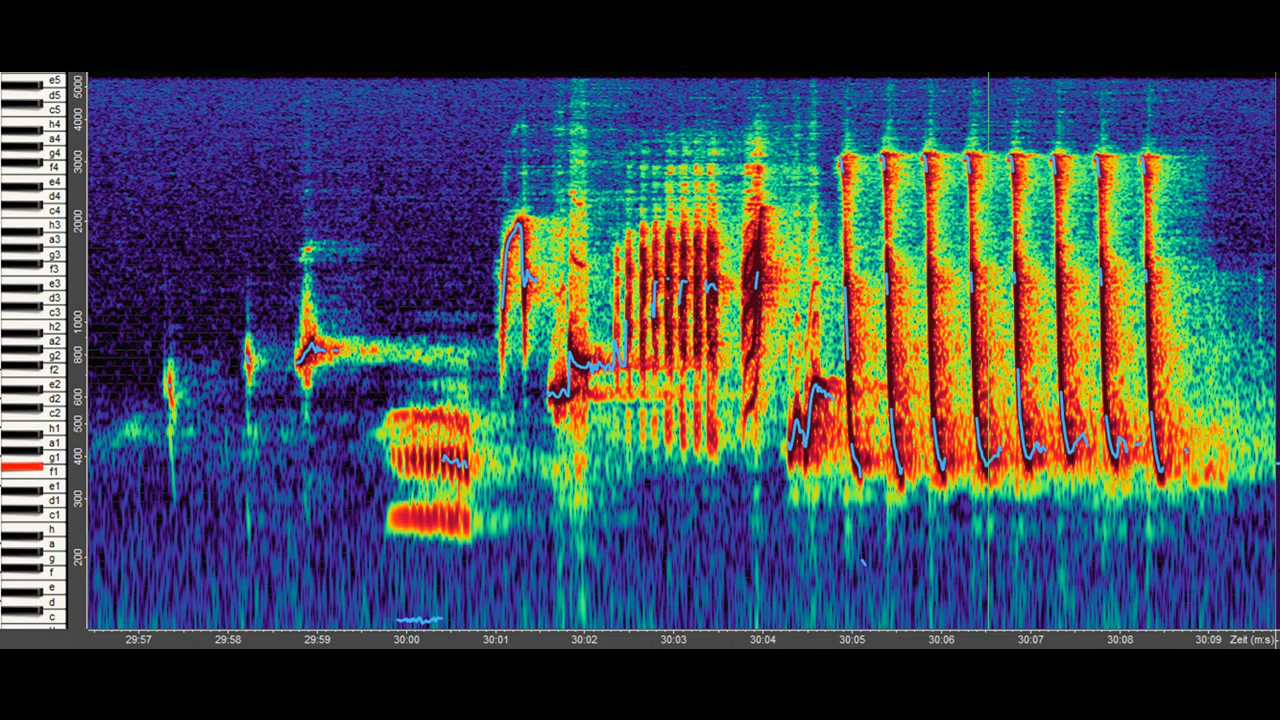 e5
d5
c5
h4
a4
g4
f4
e4
d4
c4
h3
a3
g3
f3
e3
d3
c3
h2
a2
g2
f2
e2
d2
c2
h1
a1
g1
f1
e1
d1
c1
h
a
g
f
e
d
c
5000
4000
3000
2000
1000
800
600
500
400
300
200
29:57 29:58 29:59 30:00 30:01 30:02 30:03 30:04 30:05 30:06 30:07 30:08 30:09 Zeit (m:s)